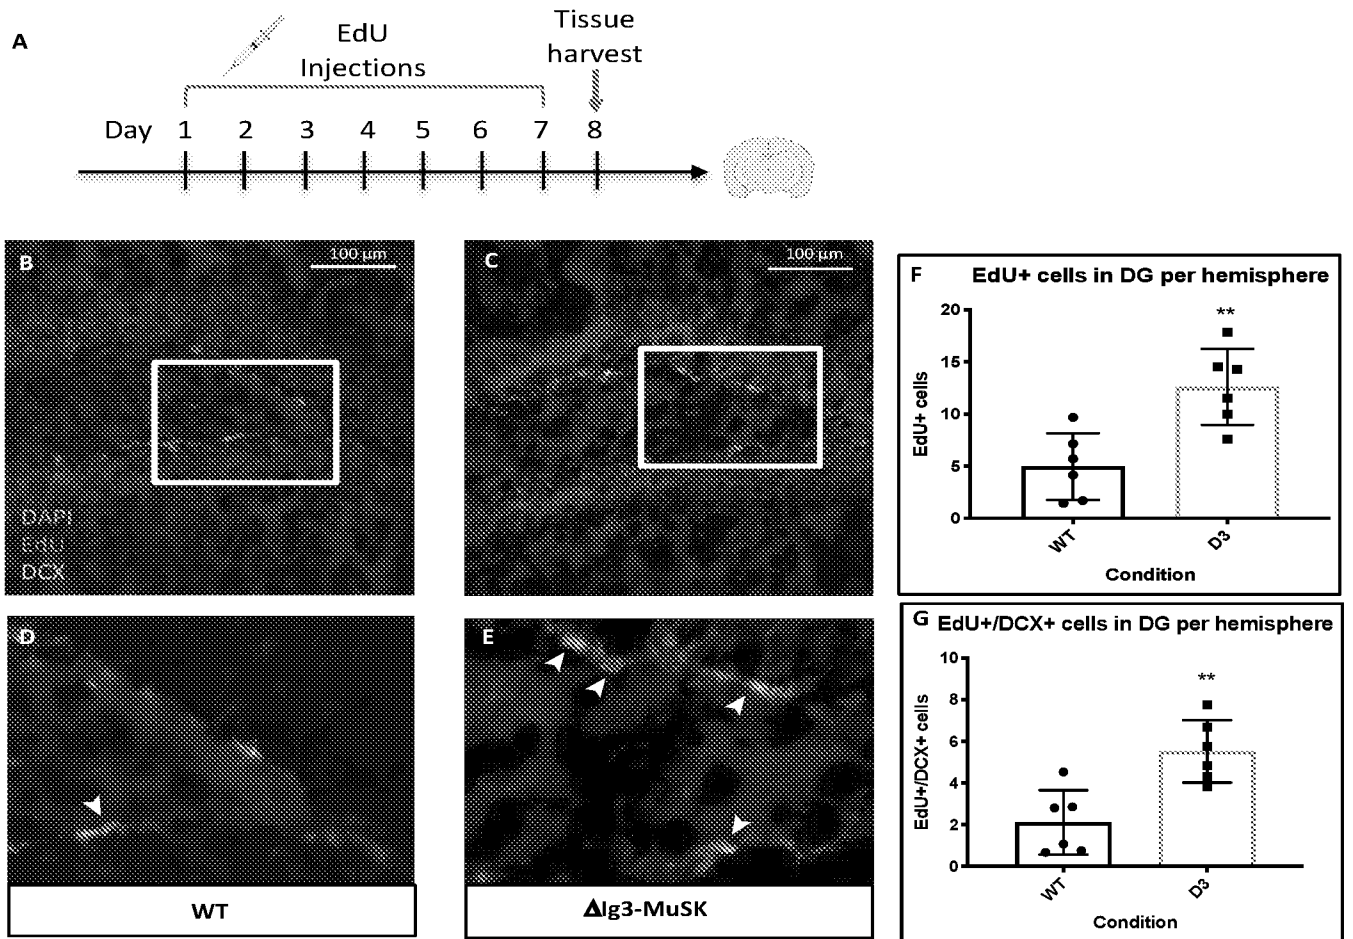 A
EdU
Injections
Tissue
harvest
Day 1 2 3 4 5 6 7 8
B
100 µm
DAPI
EdU
DCX
C
100 µm
D
WT
E
ΔIg3-MuSK
F
EdU+ cells in DG per hemisphere
EdU+ cells
20
15
10
5
0
**
WT
D3
Condition
G
EdU+/DCX+ cells in DG per hemisphere
EdU+/DCX+ cells
10
8
6
4
2
0
**
WT
D3
Condition